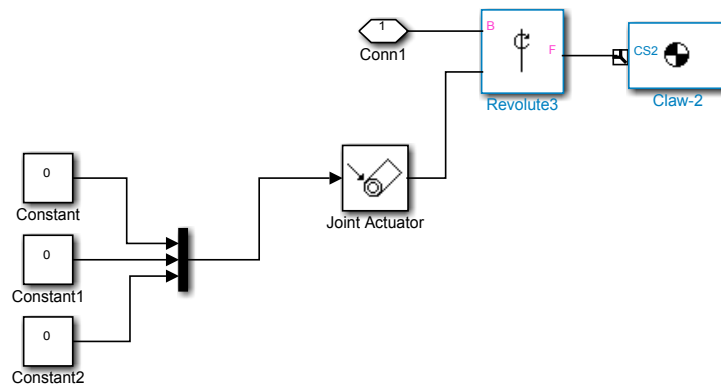 1
Conn1
B
F
Revolute3
CS2
Claw-2
0
Constant
Joint Actuator
0
Constant1
0
Constant2